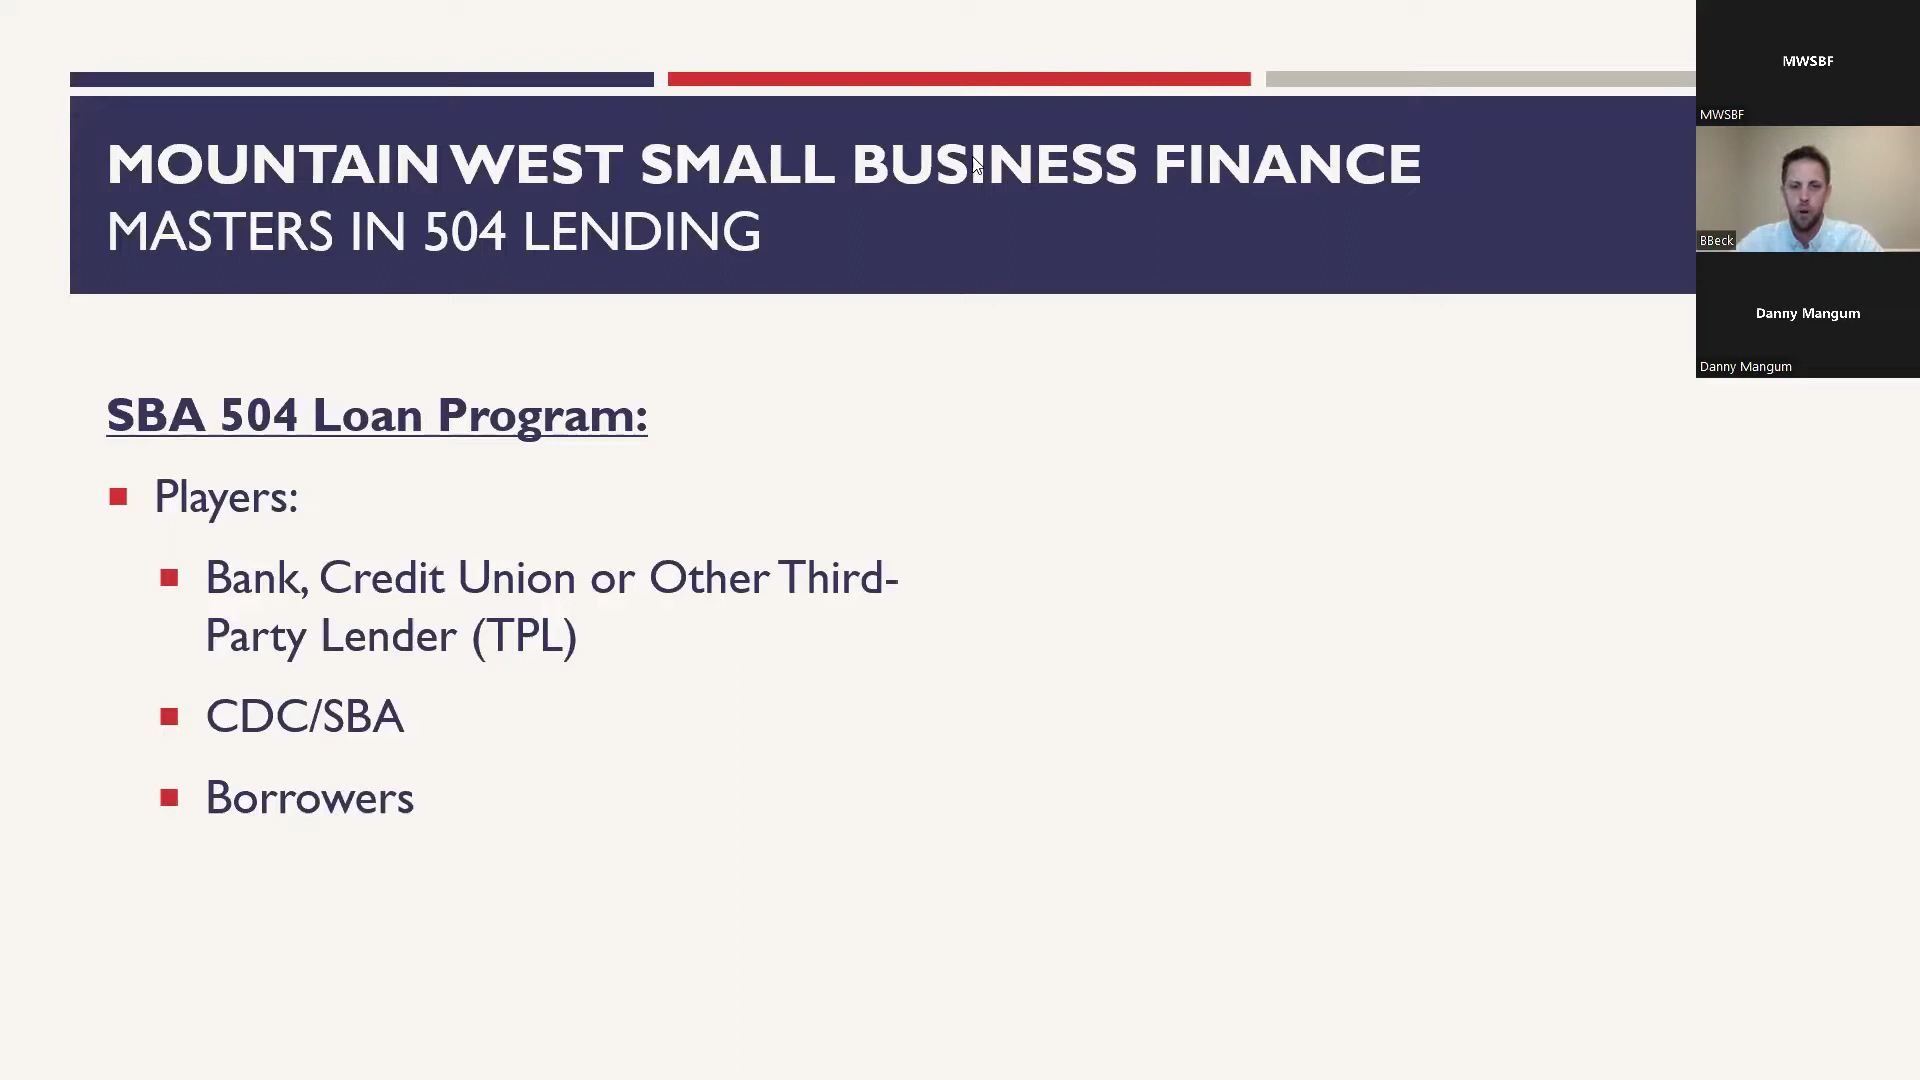 MOUNTAIN WEST SMALL BUSINESS FINANCE
MASTERS IN 504 LENDING
SBA 504 Loan Program:
Players:
Bank, Credit Union or Other Third-
Party Lender (TPL)
CDC/SBA
Borrowers
MWSBF
MWSBF
BBeck
Danny Mangum
Danny Mangum